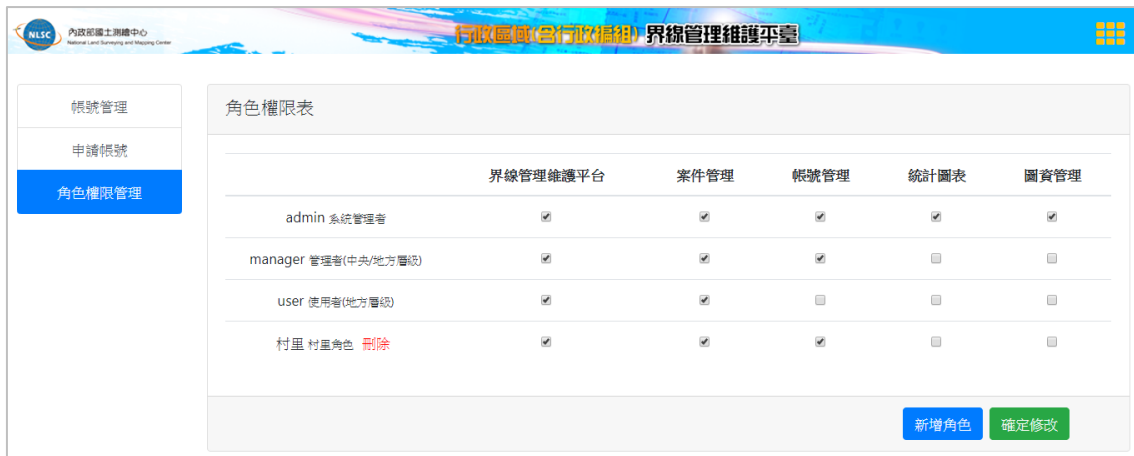 NLSC
內政部國土測繪中心
National Land Surveying and Mapping Center
行政區域(含行政編組) 界線管理維護平臺
帳號管理
申請帳號
角色權限管理
角色權限表
界線管理維護平台 案件管理 帳號管理 統計圖表 圖資管理
admin 系統管理者
manager 管理者(中央/地方層級)
user 使用者(地方層級)
村里 村里角色 刪除
新增角色 確定修改